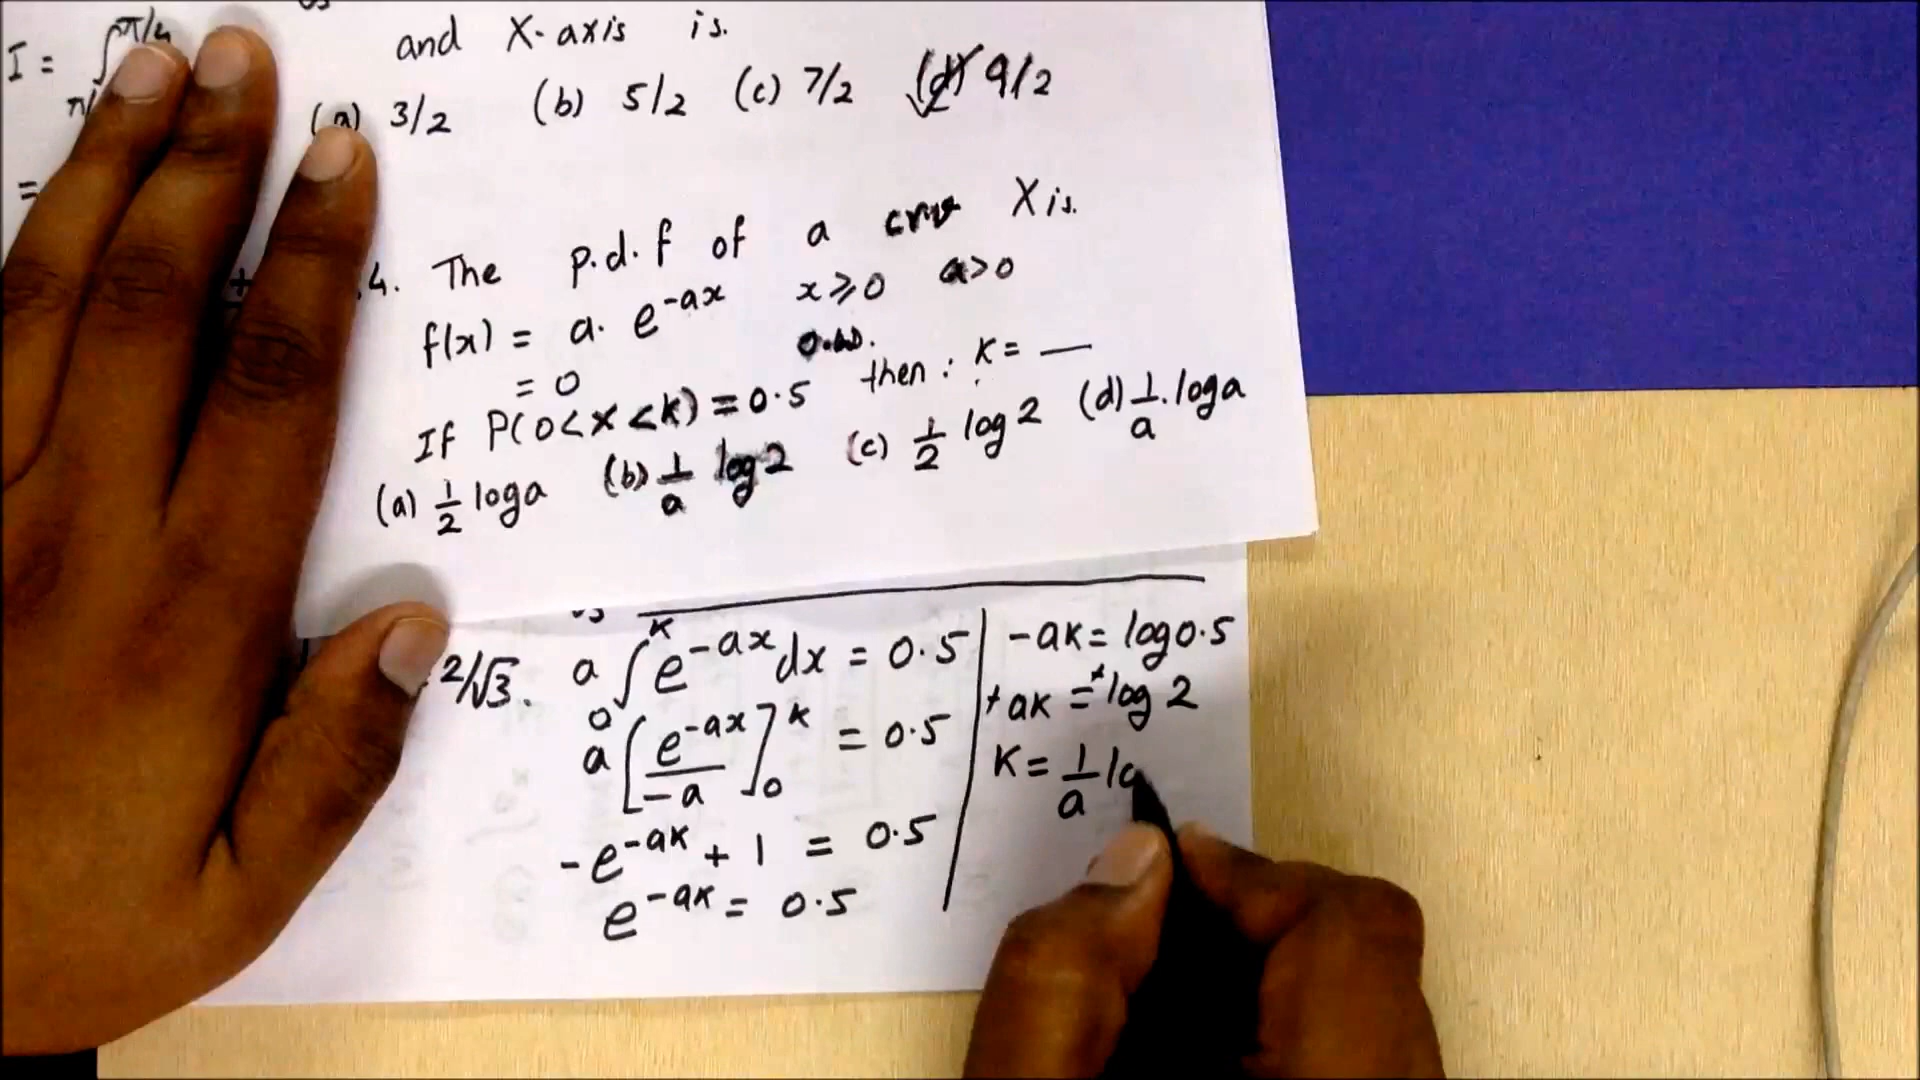 I = ∫ π/4
and X-axis is.
(a) 3/2 (b) 5/2 (c) 7/2 (d) 9/2
=
4. The p.d.f of a crv X is.
f(x) = a. e^-ax x ≥ 0 a > 0
= 0
If P(0 < X < k) = 0.5 then : K = —
(a) 1/2 log a (b) 1/a log 2 (c) 1/2 log 2 (d) 1/a . log a
2/√3.
a ∫₀^K e^-ax dx = 0.5
a [e^-ax / -a]₀^k = 0.5
-e^-ak + 1 = 0.5
e^-ak = 0.5
-ak = log 0.5
+ak = + log 2
K = 1/a lo